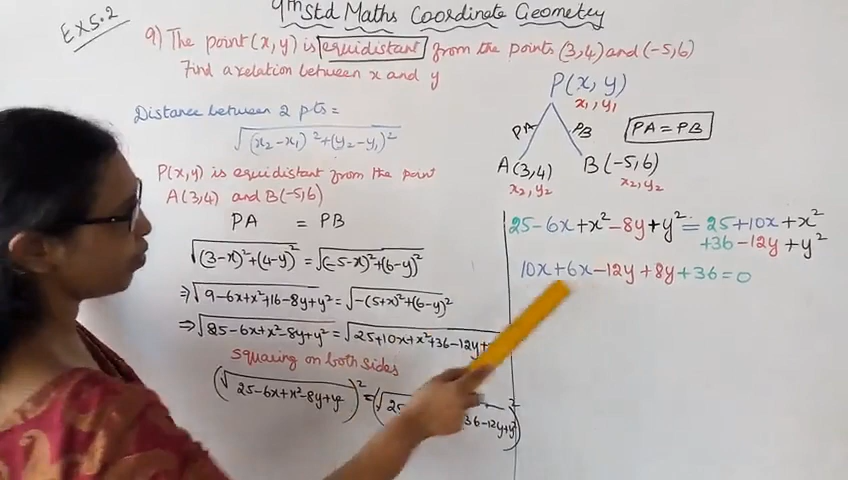 9th Std Maths Coordinate Geometry
Ex 5.2
9) The point (x, y) is equidistant from the points (3,4) and (-5,6)
Find a relation between x and y
Distance between 2 pts =
√(x₂-x₁)²+(y₂-y₁)²
P(x,y) is equidistant from the point
A(3,4) and B(-5,6)
PA = PB
√(3-x)²+(4-y)² = √(-5-x)²+(6-y)²
⇒ √9-6x+x²+16-8y+y² = √-(5+x)²+(6-y)²
⇒ √25-6x+x²-8y+y² = √25+10x+x²+36-12y+
squaring on both sides
(√25-6x+x²-8y+y²)² = (√25 36-12y+y²)²
P(x, y)
x₁, y₁
PA PB
PA = PB
A(3,4) B(-5,6)
x₂, y₂ x₂, y₂
25-6x+x²-8y+y² = 25+10x+x²
+36-12y+y²
10x+6x-12y+8y+36=0